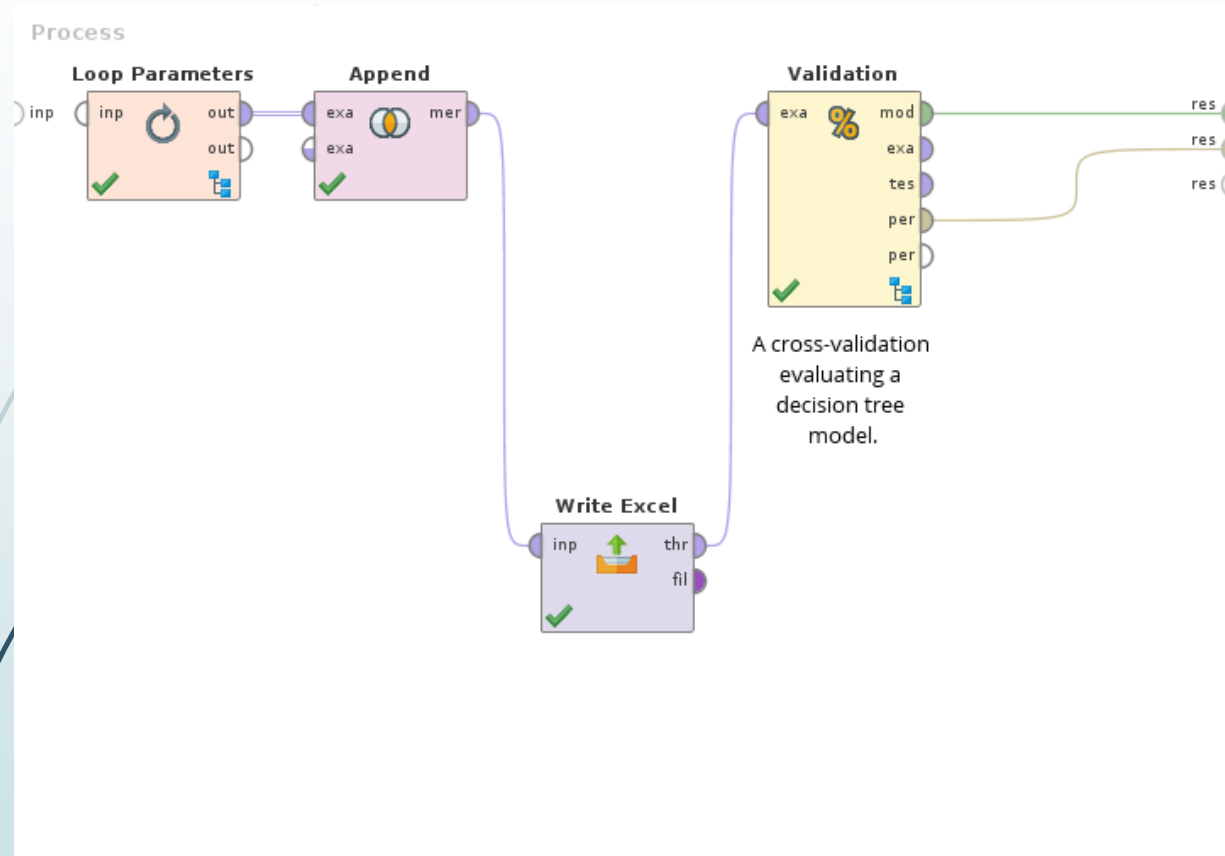 Process
Loop Parameters
Append
Validation
inp
inp
out
out
exa
exa
mer
exa
mod
exa
tes
per
per
res
res
res
A cross-validation
evaluating a
decision tree
model.
Write Excel
inp
thr
fil